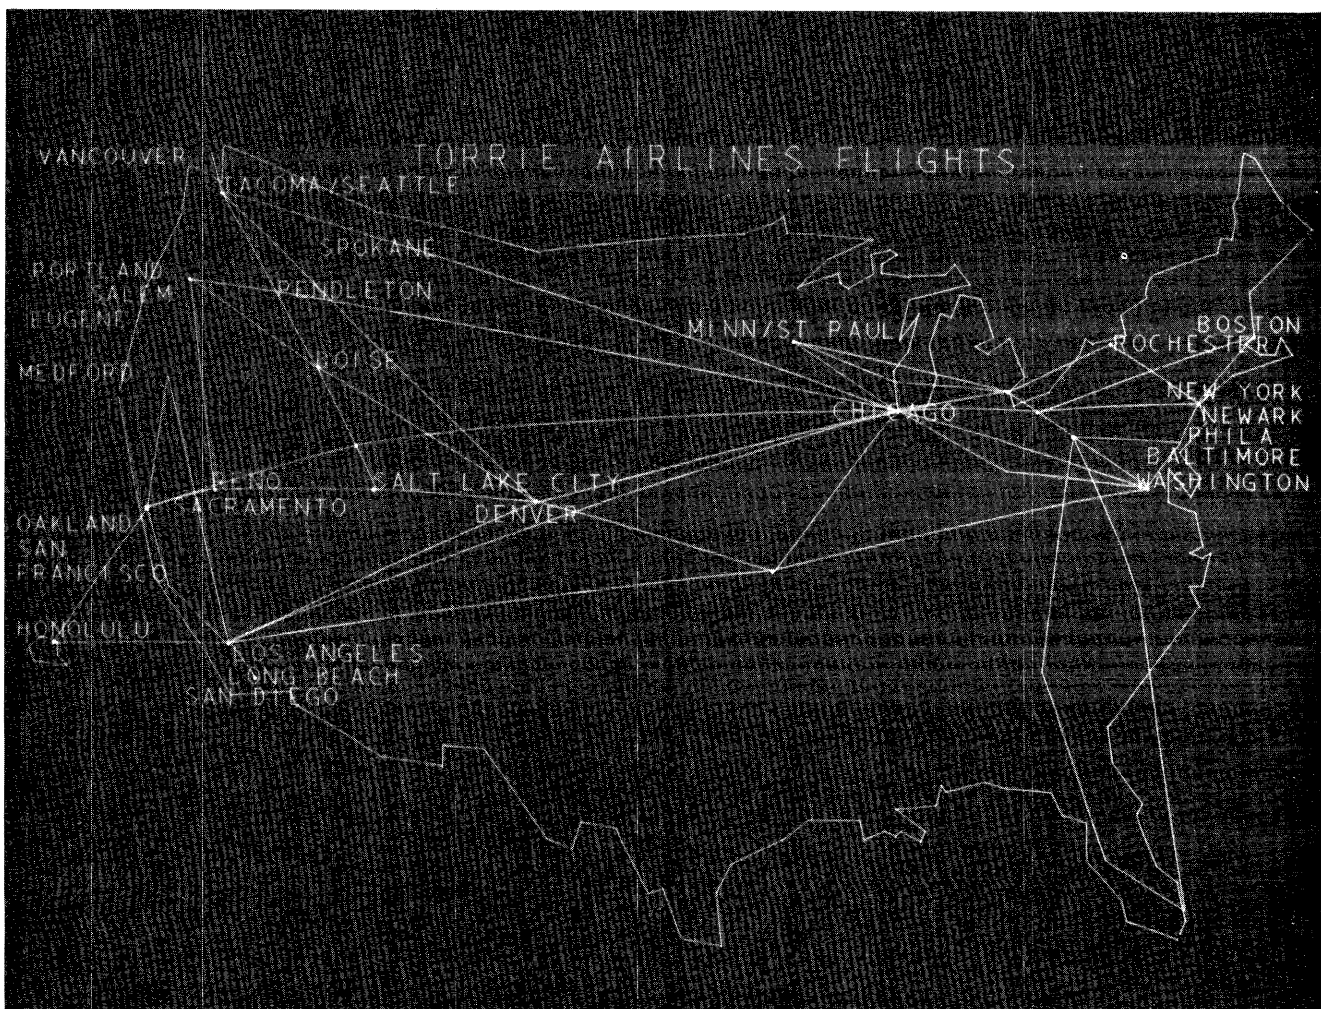 TORRIE AIRLINES FLIGHTS
VANCOUVER
TACOMA/SEATTLE
SPOKANE
PORTLAND
SALEM
PENDLETON
EUGENE
MINN/ST PAUL
BOSTON
ROCHESTER
BOISE
MEDFORD
NEW YORK
CHICAGO
NEWARK
PHILA
BALTIMORE
RENO
SALT LAKE CITY
WASHINGTON
SACRAMENTO
DENVER
OAKLAND
SAN
FRANCISCO
HONOLULU
LOS ANGELES
LONG BEACH
SAN DIEGO